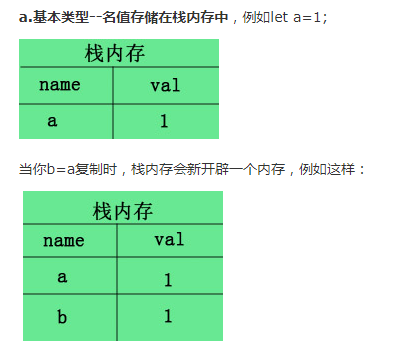 a.基本类型--名值存储在栈内存中，例如let a=1;
栈内存
name val
a 1
当你b=a复制时，栈内存会新开辟一个内存，例如这样：
栈内存
name val
a 1
b 1